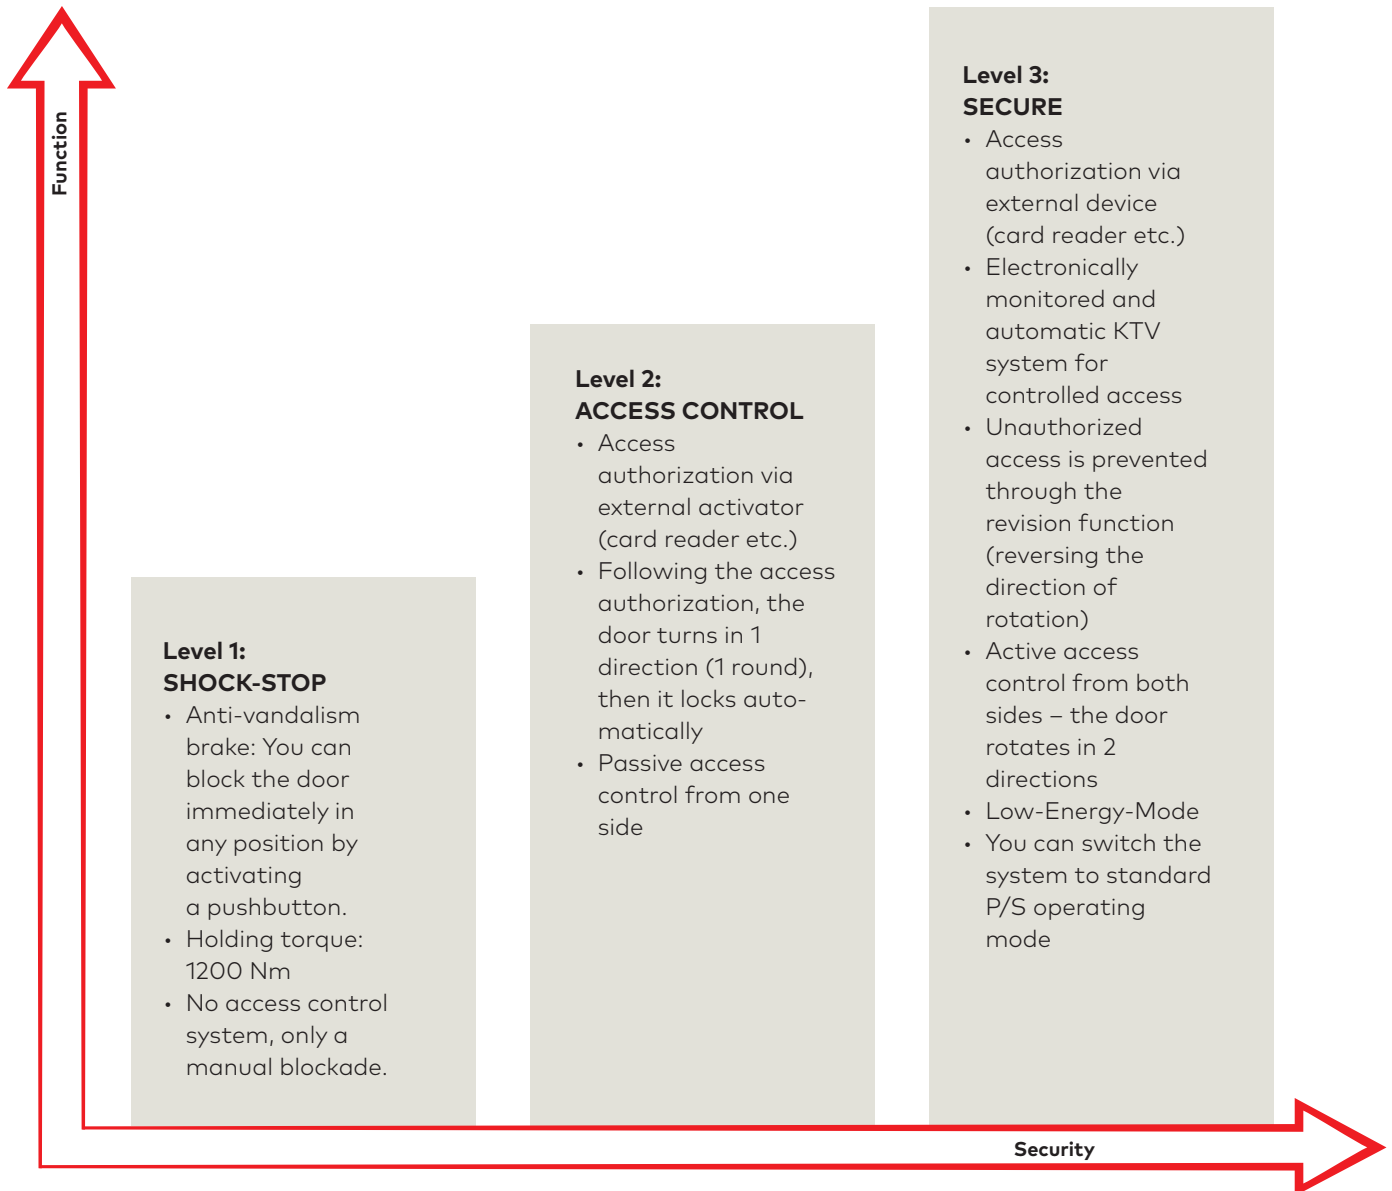 Function
Level 1:
SHOCK-STOP
• Anti-vandalism
brake: You can
block the door
immediately in
any position by
activating
a pushbutton.
• Holding torque:
1200 Nm
• No access control
system, only a
manual blockade.
Level 2:
ACCESS CONTROL
• Access
authorization via
external activator
(card reader etc.)
• Following the access
authorization, the
door turns in 1
direction (1 round),
then it locks auto-
matically
• Passive access
control from one
side
Level 3:
SECURE
• Access
authorization via
external device
(card reader etc.)
• Electronically
monitored and
automatic KTV
system for
controlled access
• Unauthorized
access is prevented
through the
revision function
(reversing the
direction of
rotation)
• Active access
control from both
sides – the door
rotates in 2
directions
• Low-Energy-Mode
• You can switch the
system to standard
P/S operating
mode
Security